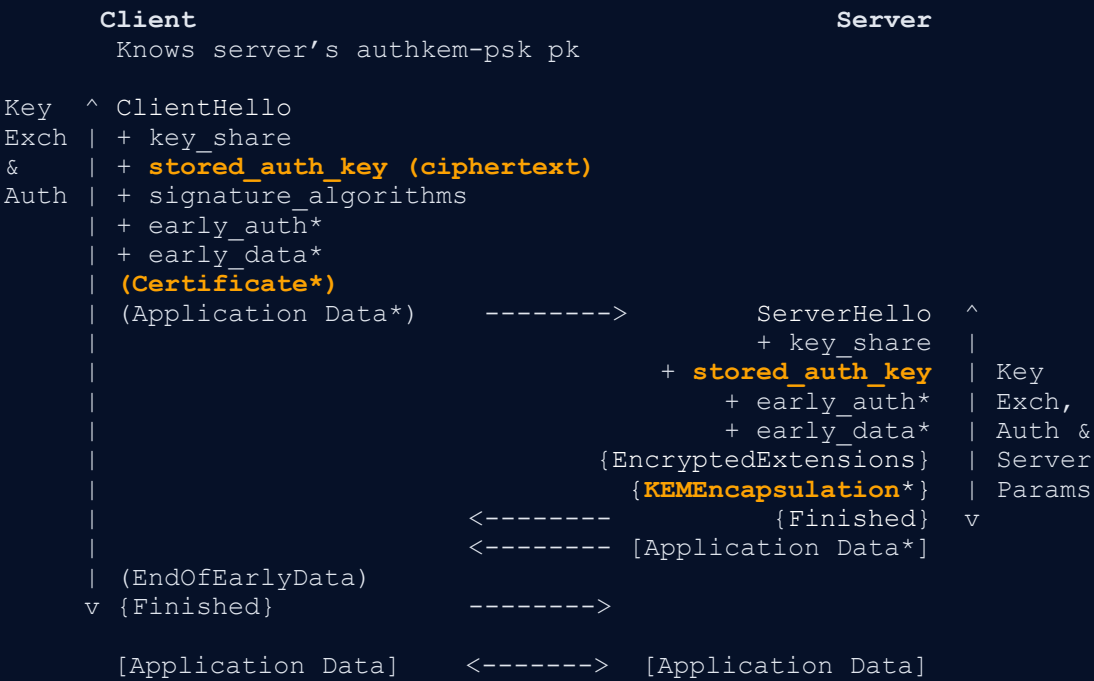 Client                                        Server
       Knows server’s authkem-psk pk

Key  ^ ClientHello
Exch | + key_share
&    | + stored_auth_key (ciphertext)
Auth | + signature_algorithms
     | + early_auth*
     | + early_data*
     | (Certificate*)
     | (Application Data*)    -------->        ServerHello  ^
     |                                         + key_share  |
     |                                   + stored_auth_key  | Key
     |                                       + early_auth*  | Exch,
     |                                       + early_data*  | Auth &
     |                               {EncryptedExtensions}  | Server
     |                                 {KEMEncapsulation*}  | Params
     |                       <--------          {Finished}  v
     |                       <-------- [Application Data*]
     | (EndOfEarlyData)
     v {Finished}            -------->

       [Application Data]    <------->  [Application Data]